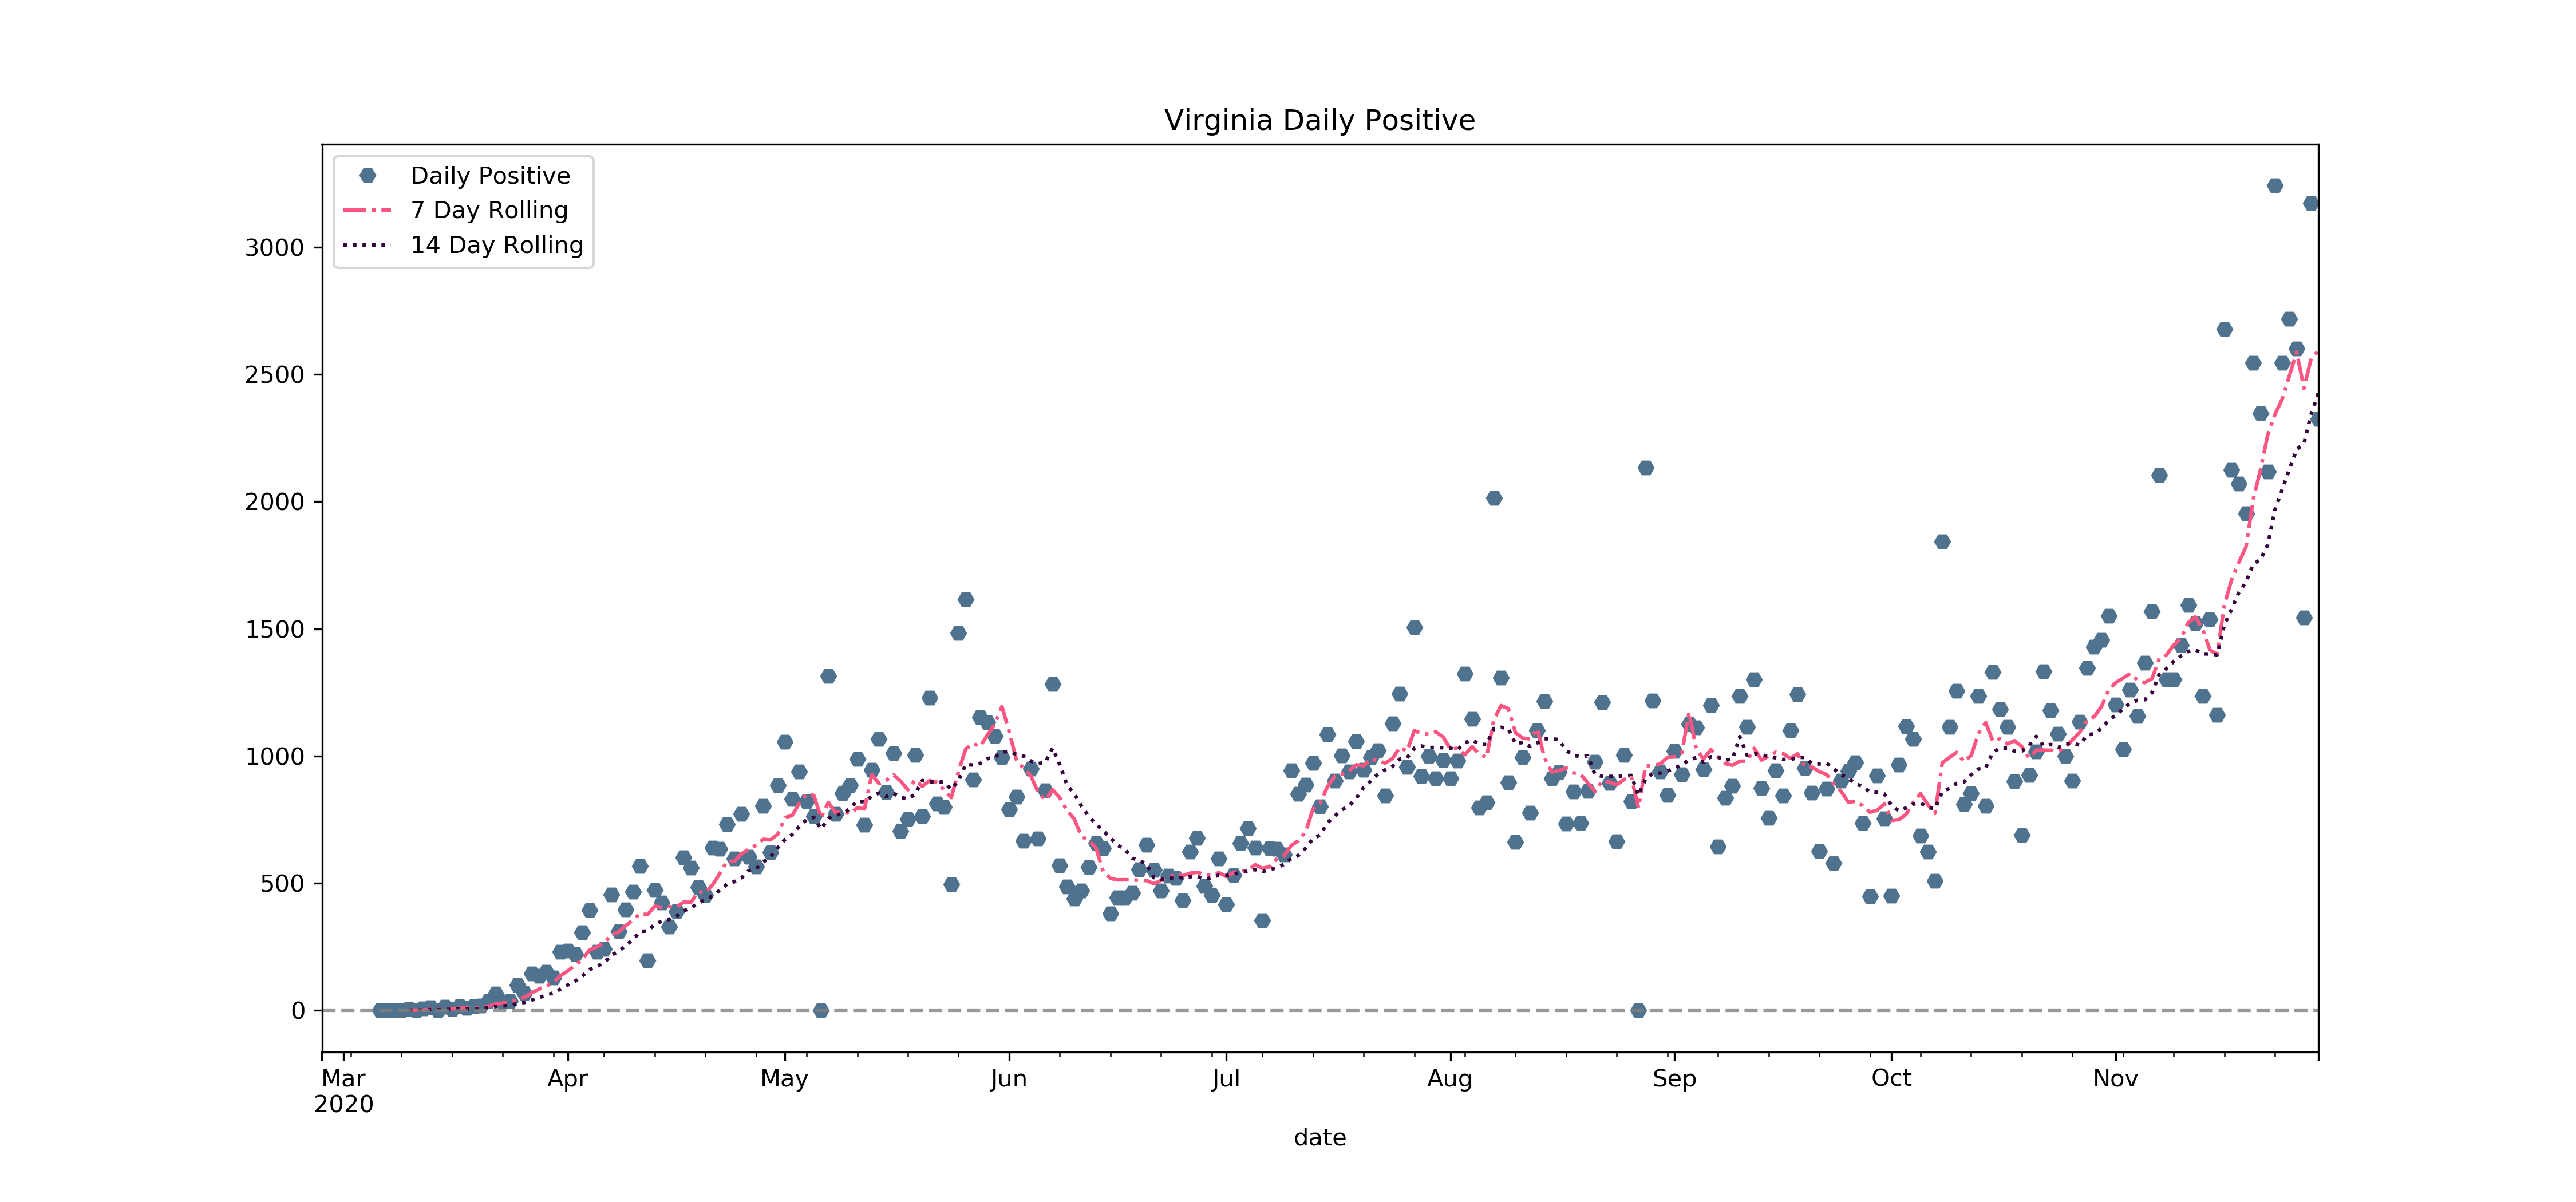 Virginia Daily Positive
Daily Positive
7 Day Rolling
14 Day Rolling
3000
2500
2000
1500
1000
500
0
Mar Apr May Jun Jul Aug Sep Oct Nov
2020
date